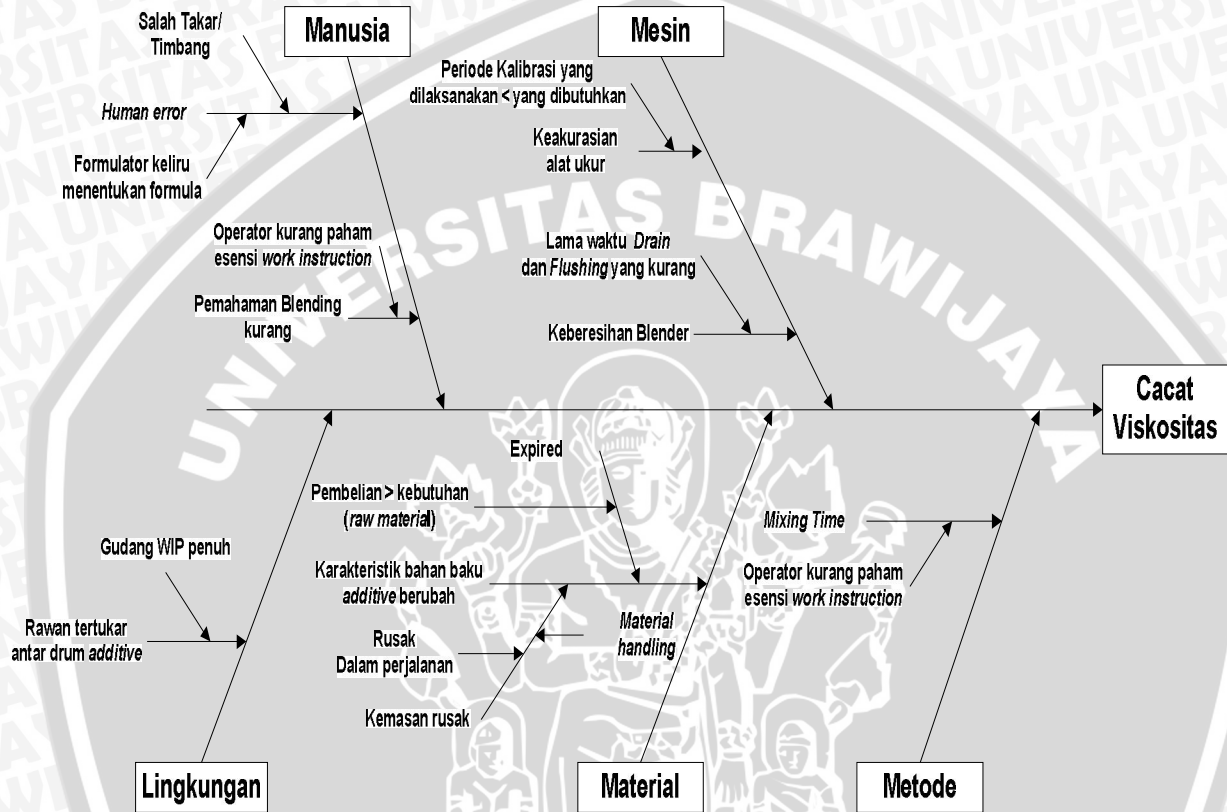 Salah Takar/
Timbang
Manusia
Mesin
Human error
Formulator keliru
menentukan formula
Periode Kalibrasi yang
dilaksanakan < yang dibutuhkan
Keakurasian
alat ukur
UNIVERSITAS BRAWIJAYA
Operator kurang paham
esensi work instruction
Pemahaman Blending
kurang
Lama waktu Drain
dan Flushing yang kurang
Keberesihan Blender
Cacat
Viskositas
Expired
Pembelian > kebutuhan
(raw material)
Gudang WIP penuh
Rawan tertukar
antar drum additive
Karakteristik bahan baku
additive berubah
Rusak
Dalam perjalanan
Material
handling
Kemasan rusak
Mixing Time
Operator kurang paham
esensi work instruction
Lingkungan
Material
Metode